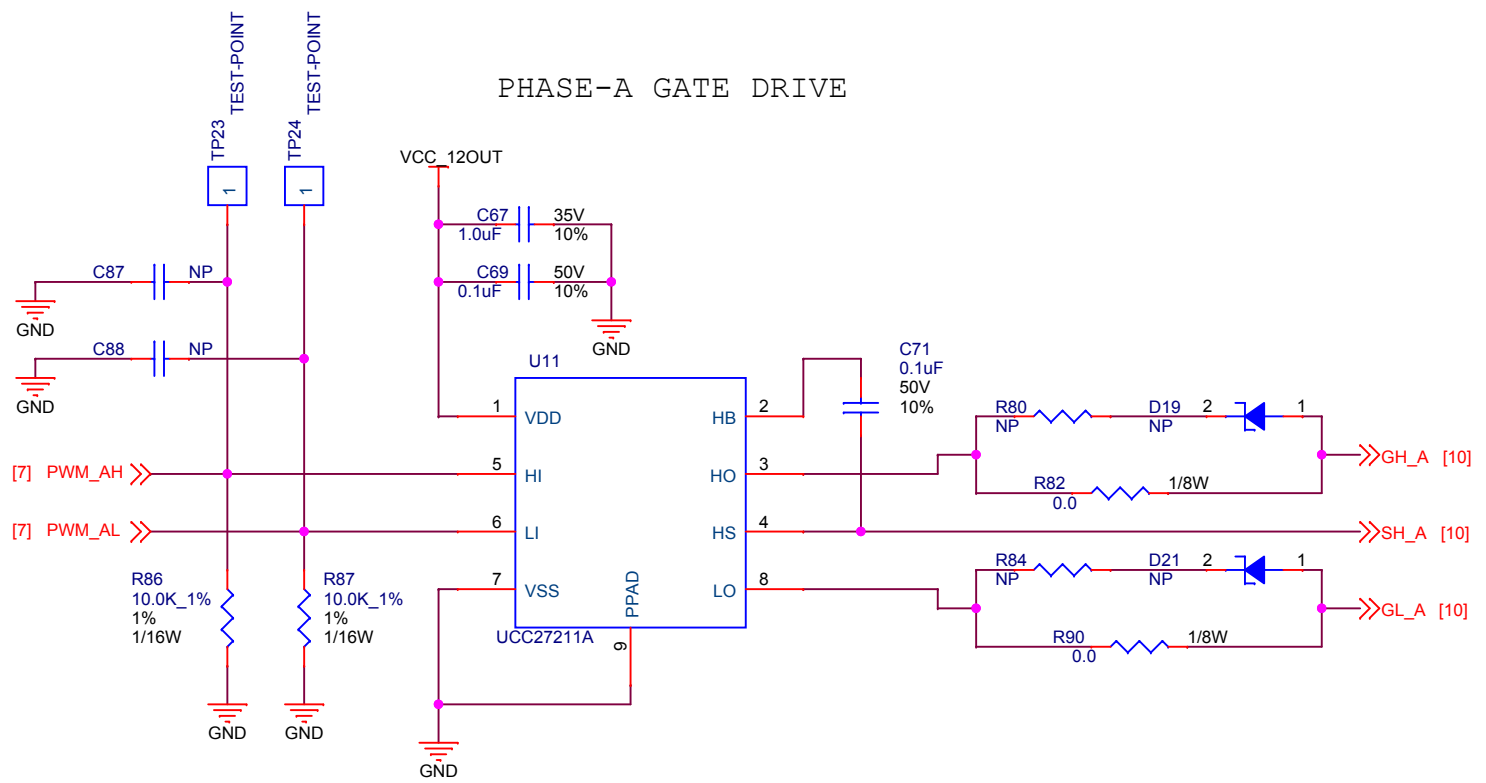 TEST-POINT
TP23
1
TEST-POINT
TP24
1
PHASE-A GATE DRIVE
VCC_12OUT
C67
1.0uF
35V
10%
C69
0.1uF
50V
10%
GND
C87
NP
GND
C88
NP
GND
U11
1
VDD
HB
2
5
HI
HO
3
6
LI
HS
4
7
VSS
LO
8
PPAD
9
UCC27211A
GND
C71
0.1uF
50V
10%
[7] PWM_AH
[7] PWM_AL
R86
10.0K_1%
1%
1/16W
GND
R87
10.0K_1%
1%
1/16W
GND
R80
NP
D19
NP
2
1
R82
0.0
1/8W
GH_A [10]
SH_A [10]
R84
NP
D21
NP
2
1
R90
0.0
1/8W
GL_A [10]